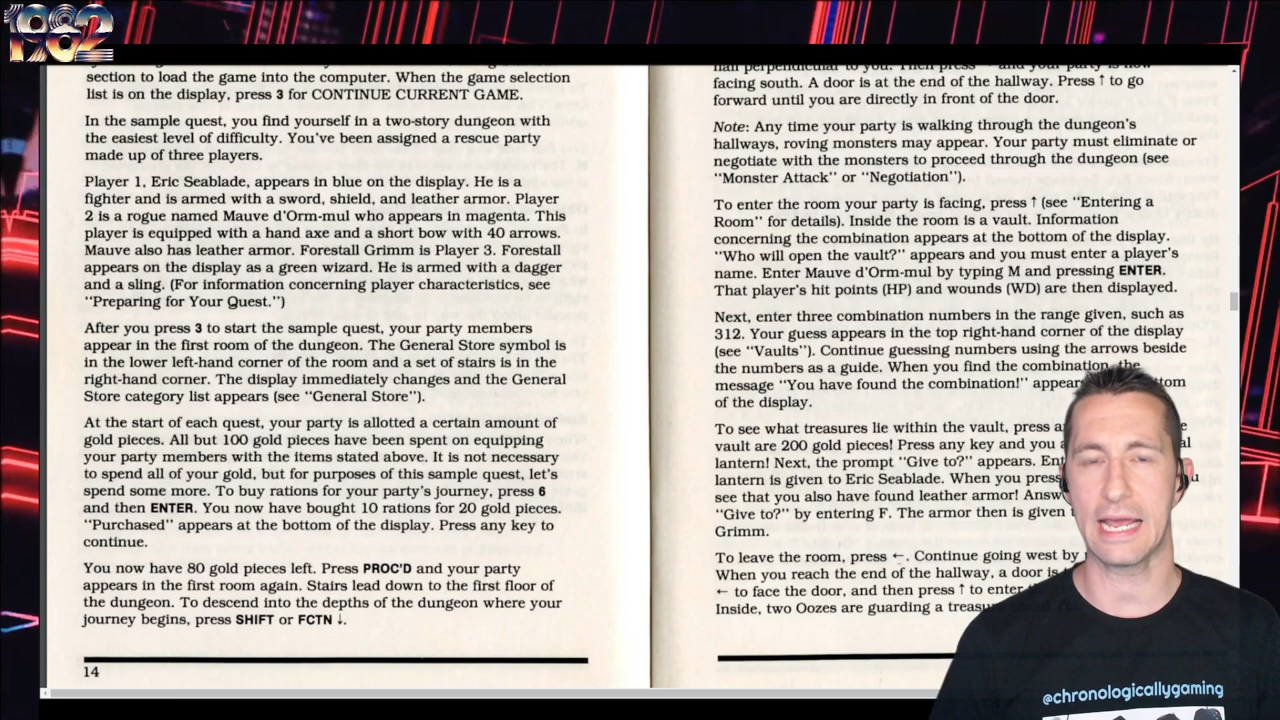 1982
section to load the game into the computer. When the game selection
list is on the display, press 3 for CONTINUE CURRENT GAME.
In the sample quest, you find yourself in a two-story dungeon with
the easiest level of difficulty. You've been assigned a rescue party
made up of three players.
Player 1, Eric Seablade, appears in blue on the display. He is a
fighter and is armed with a sword, shield, and leather armor. Player
2 is a rogue named Mauve d'Orm-mul who appears in magenta. This
player is equipped with a hand axe and a short bow with 40 arrows.
Mauve also has leather armor. Forestall Grimm is Player 3. Forestall
appears on the display as a green wizard. He is armed with a dagger
and a sling. (For information concerning player characteristics, see
"Preparing for Your Quest.")
After you press 3 to start the sample quest, your party members
appear in the first room of the dungeon. The General Store symbol is
in the lower left-hand corner of the room and a set of stairs is in the
right-hand corner. The display immediately changes and the General
Store category list appears (see "General Store").
At the start of each quest, your party is allotted a certain amount of
gold pieces. All but 100 gold pieces have been spent on equipping
your party members with the items stated above. It is not necessary
to spend all of your gold, but for purposes of this sample quest, let's
spend some more. To buy rations for your party's journey, press 6
and then ENTER. You now have bought 10 rations for 20 gold pieces.
"Purchased" appears at the bottom of the display. Press any key to
continue.
You now have 80 gold pieces left. Press PROC'D and your party
appears in the first room again. Stairs lead down to the first floor of
the dungeon. To descend into the depths of the dungeon where your
journey begins, press SHIFT or FCTN ↓.
14
hall perpendicular to you. Then press and your party is now
facing south. A door is at the end of the hallway. Press ↑ to go
forward until you are directly in front of the door.
Note: Any time your party is walking through the dungeon's
hallways, roving monsters may appear. Your party must eliminate or
negotiate with the monsters to proceed through the dungeon (see
"Monster Attack" or "Negotiation").
To enter the room your party is facing, press ↑ (see "Entering a
Room" for details). Inside the room is a vault. Information
concerning the combination appears at the bottom of the display.
"Who will open the vault?" appears and you must enter a player's
name. Enter Mauve d'Orm-mul by typing M and pressing ENTER.
That player's hit points (HP) and wounds (WD) are then displayed.
Next, enter three combination numbers in the range given, such as
312. Your guess appears in the top right-hand corner of the display
(see "Vaults"). Continue guessing numbers using the arrows beside
the numbers as a guide. When you find the combination, the
message "You have found the combination!" appear
of the display.
To see what treasures lie within the vault, press a
vault are 200 gold pieces! Press any key and you a
lantern! Next, the prompt "Give to?" appears.
lantern is given to Eric Seablade. When you press
see that you also have found leather armor!
"Give to?" by entering F. The armor then is given
Grimm.
To leave the room, press ←. Continue going west by
When you reach the end of the hallway, a door is
← to face the door, and then press ↑ to enter
Inside, two Oozes are guarding a
@chronologicallygaming